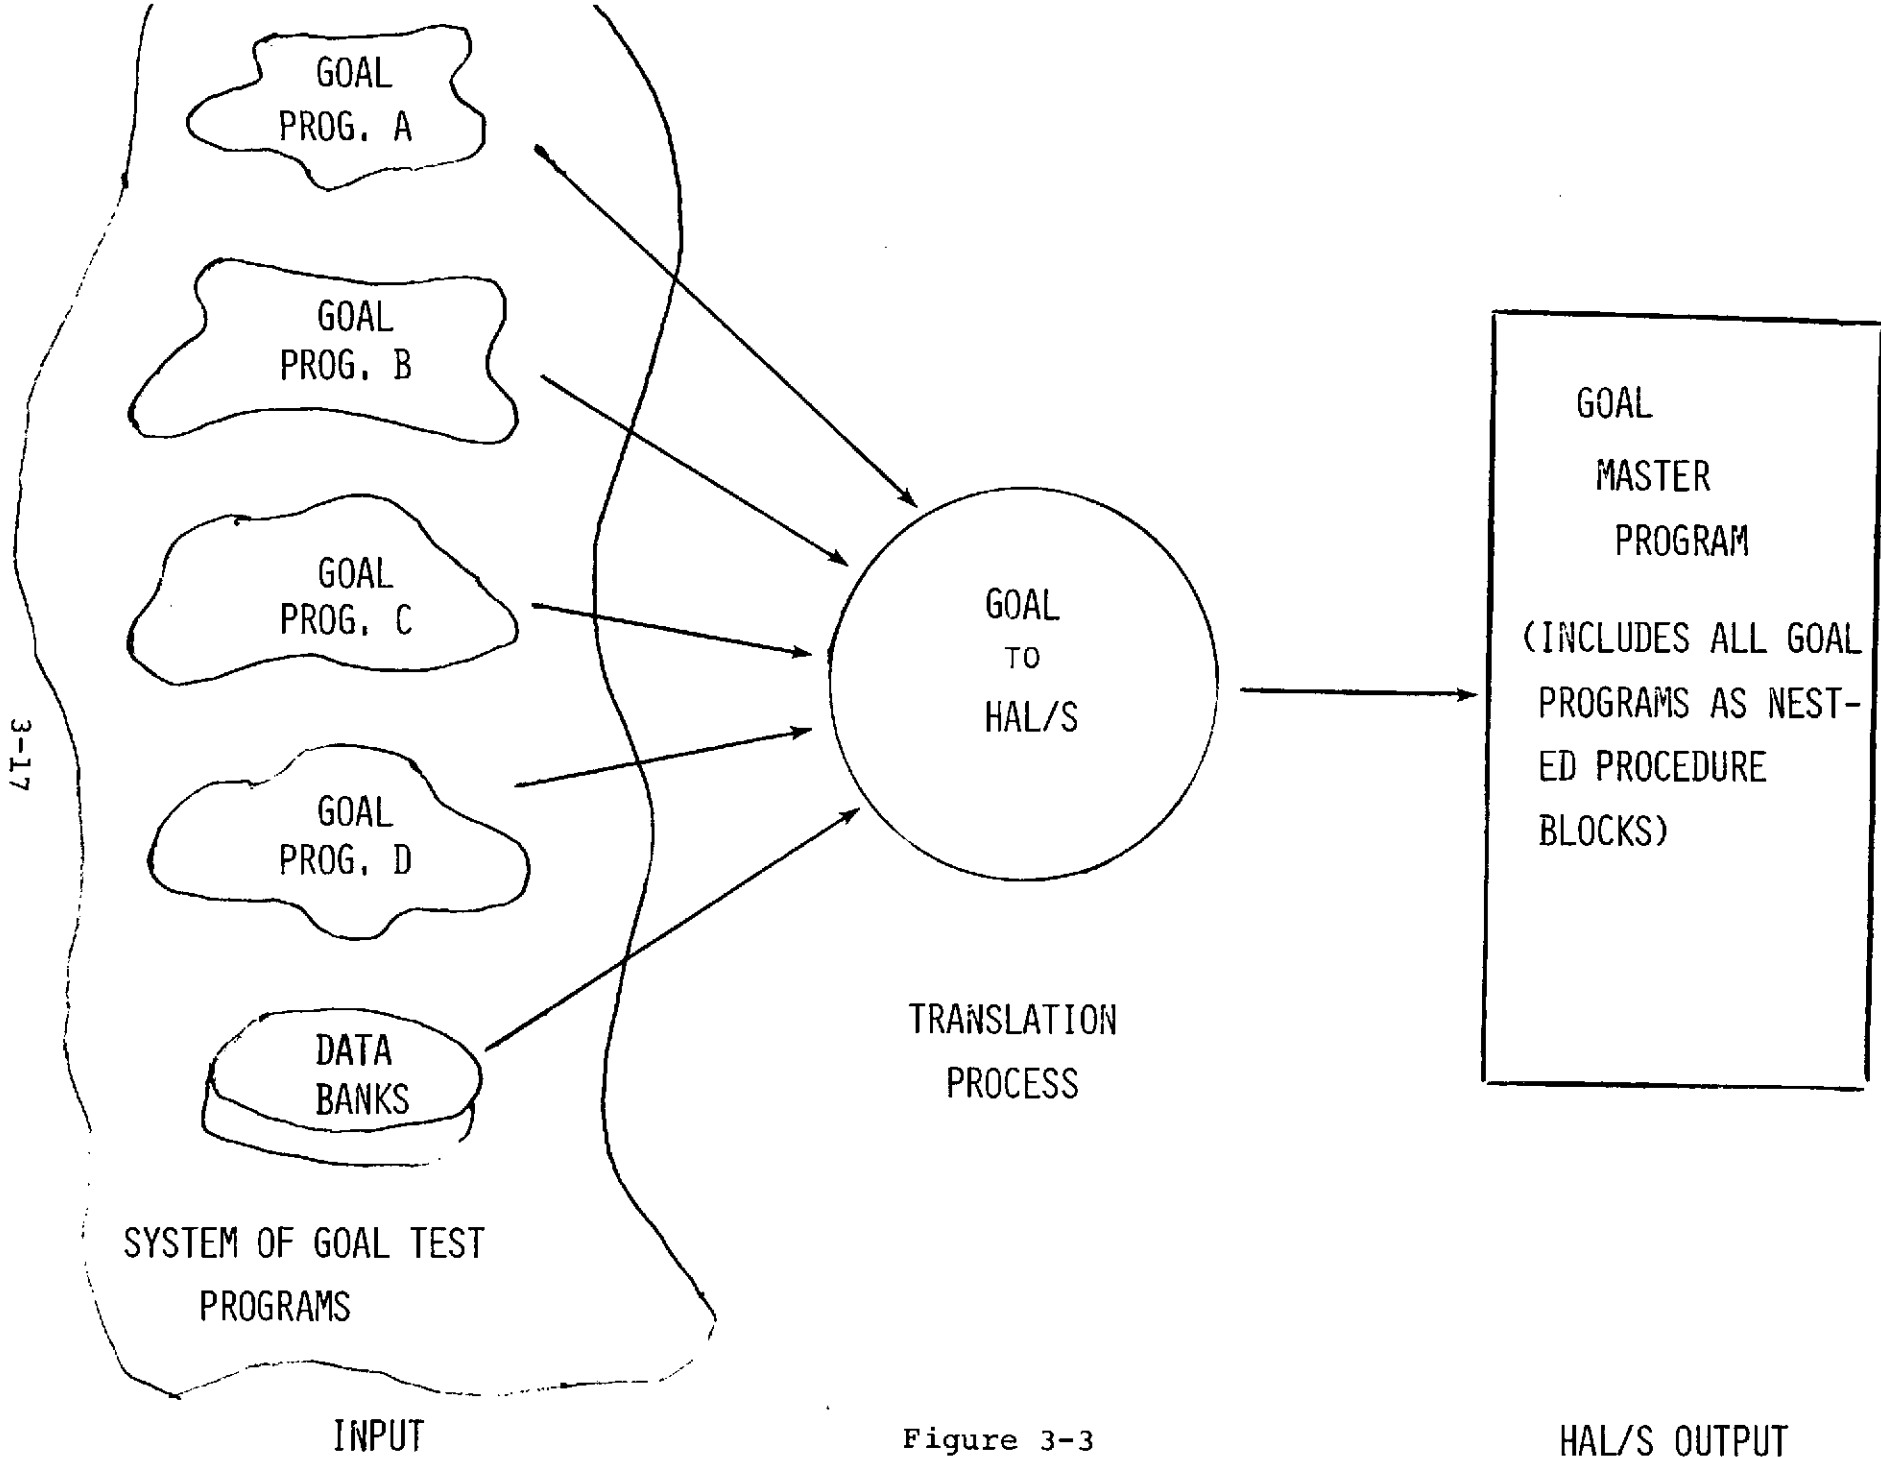 GOAL
PROG. A
GOAL
PROG. B
GOAL
PROG. C
GOAL
PROG. D
DATA
BANKS
SYSTEM OF GOAL TEST
PROGRAMS
INPUT
GOAL
TO
HAL/S
TRANSLATION
PROCESS
Figure 3-3
GOAL
MASTER
PROGRAM
(INCLUDES ALL GOAL
PROGRAMS AS NEST-
ED PROCEDURE
BLOCKS)
HAL/S OUTPUT
3-17